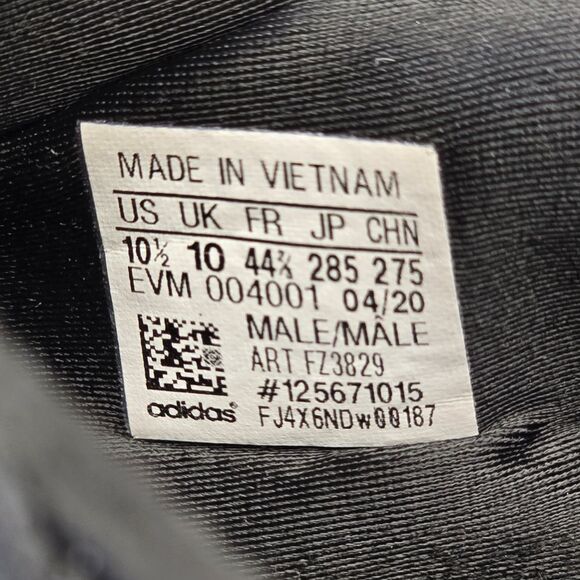 MADE IN VIETNAM
US UK FR JP CHN
10½ 10 44⅔ 285 275
EVM 004001 04/20
MALE/MÂLE
ART FZ3829
#125671015
adidas FJ4X6NDw00187